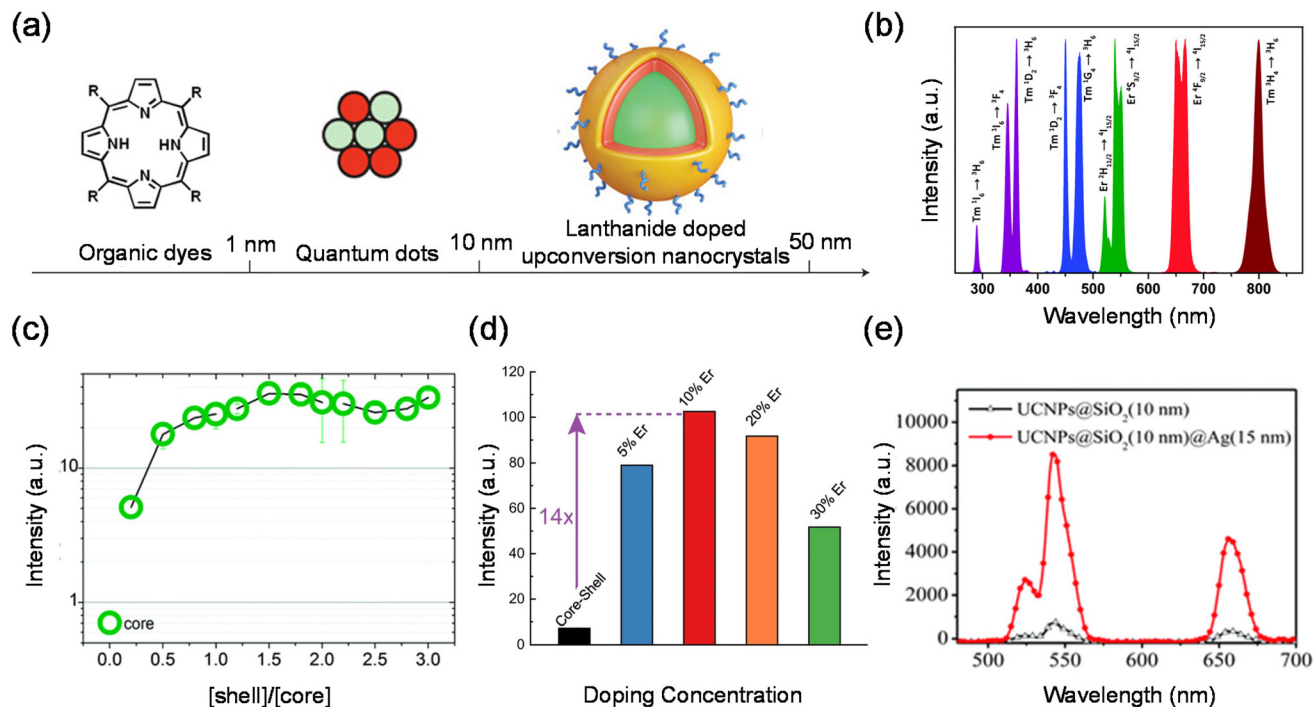 (a)
R
R
N
NH
HN
N
R
R
Organic dyes
1 nm
Quantum dots
10 nm
Lanthanide doped
upconversion nanocrystals
50 nm
(b)
Intensity (a.u.)
Tm ¹I₆ → ³H₆
Tm ¹I₆ → ³F₄
Tm ¹D₂ → ³H₆
Tm ¹D₂ → ³F₄
Tm ¹G₄ → ³H₆
Er ²H₁₁/₂ → ⁴I₁₅/₂
Er ⁴S₃/₂ → ⁴I₁₅/₂
Er ⁴F₉/₂ → ⁴I₁₅/₂
Tm ³H₄ → ³H₆
300 400 500 600 700 800
Wavelength (nm)
(c)
Intensity (a.u.)
10
1
core
0.0 0.5 1.0 1.5 2.0 2.5 3.0
[shell]/[core]
(d)
Intensity (a.u.)
120
100
80
60
40
20
0
14x
Core-Shell
5% Er
10% Er
20% Er
30% Er
Doping Concentration
(e)
Intensity (a.u.)
UCNPs@SiO₂(10 nm)
UCNPs@SiO₂(10 nm)@Ag(15 nm)
10000
8000
6000
4000
2000
0
500 550 600 650 700
Wavelength (nm)